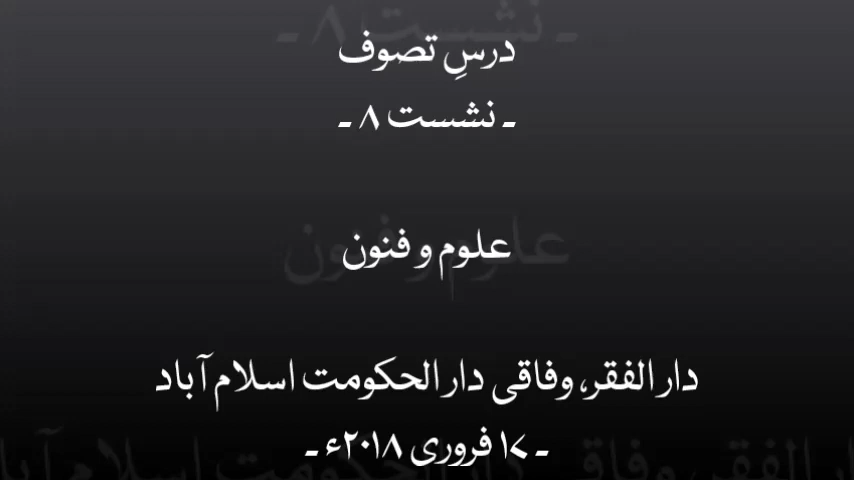 درسِ تصوف
۔ نشست ۸ ۔
علوم و فنون
دار الفقر، وفاقی دار الحکومت اسلام آباد
۔ ۱۷ فروری ۲۰۱۸ء ۔